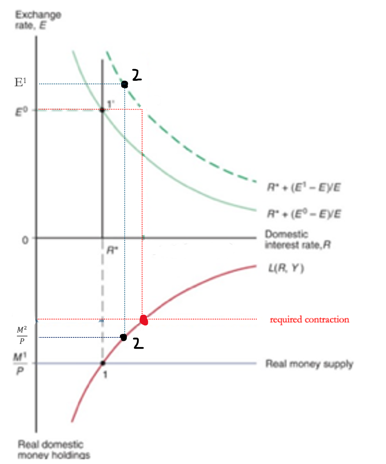 Exchange
rate, E
E¹
2
E⁰
1'
R* + (E¹ – E)/E
R* + (E⁰ – E)/E
0
Domestic
interest rate, R
R*
L(R, Y)
required contraction
M²/P
2
M¹/P
Real money supply
1
Real domestic
money holdings